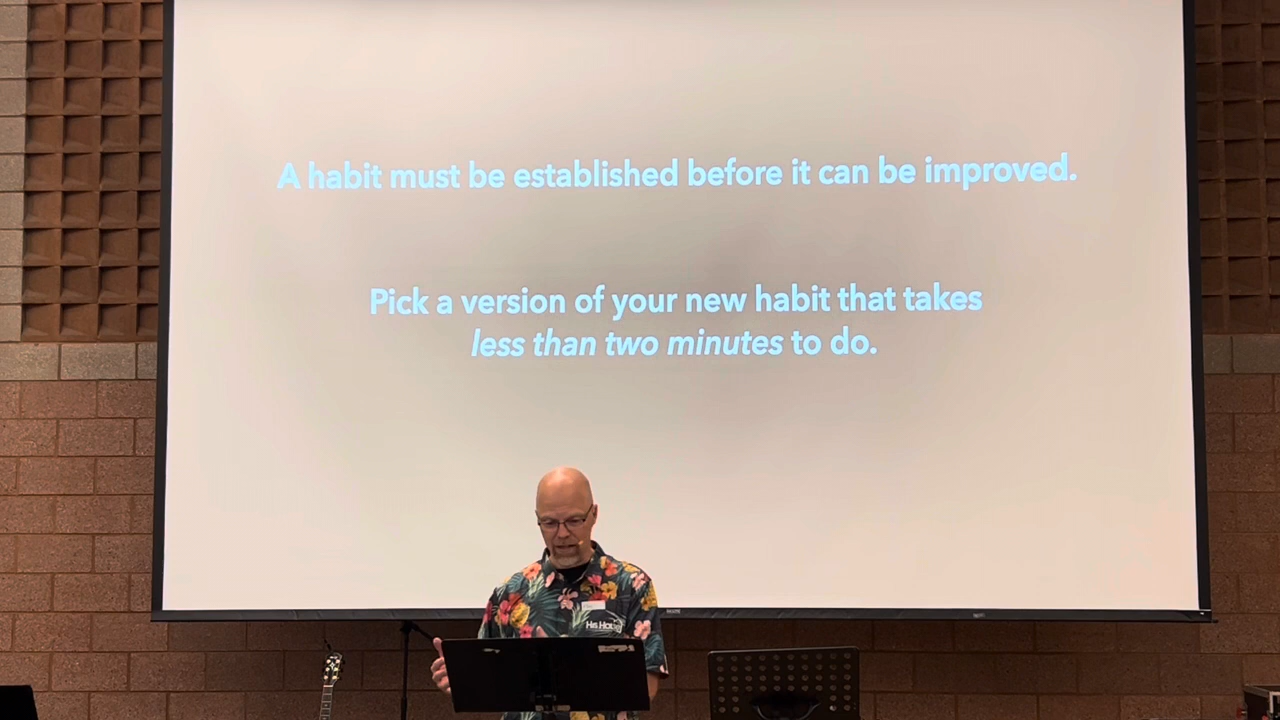 A habit must be established before it can be improved.
Pick a version of your new habit that takes
less than two minutes to do.